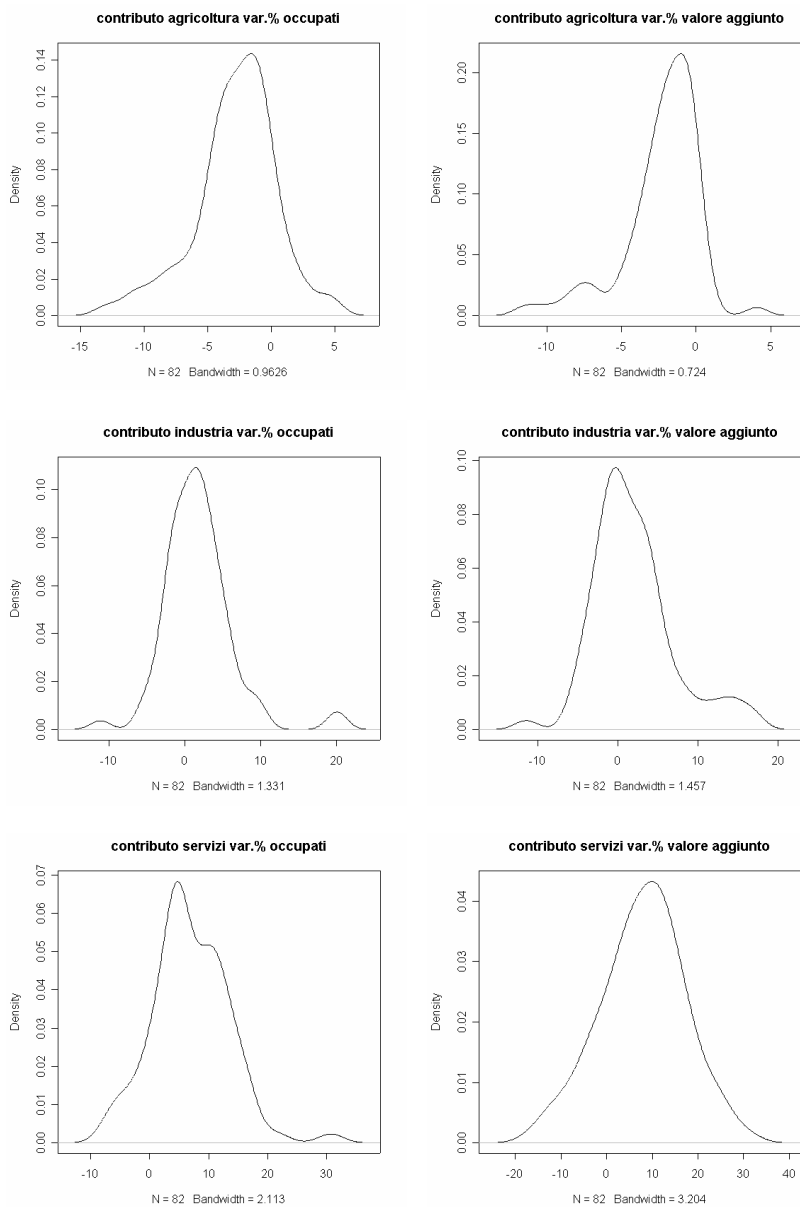 contributo agricoltura var.% occupati
Density
0.00 0.02 0.04 0.06 0.08 0.10 0.12 0.14
-15 -10 -5 0 5
N = 82 Bandwidth = 0.9626
contributo agricoltura var.% valore aggiunto
Density
0.00 0.05 0.10 0.15 0.20
-10 -5 0 5
N = 82 Bandwidth = 0.724
contributo industria var.% occupati
Density
0.00 0.02 0.04 0.06 0.08 0.10
-10 0 10 20
N = 82 Bandwidth = 1.331
contributo industria var.% valore aggiunto
Density
0.00 0.02 0.04 0.06 0.08 0.10
-10 0 10 20
N = 82 Bandwidth = 1.457
contributo servizi var.% occupati
Density
0.00 0.01 0.02 0.03 0.04 0.05 0.06 0.07
-10 0 10 20 30
N = 82 Bandwidth = 2.113
contributo servizi var.% valore aggiunto
Density
0.00 0.01 0.02 0.03 0.04
-20 -10 0 10 20 30 40
N = 82 Bandwidth = 3.204